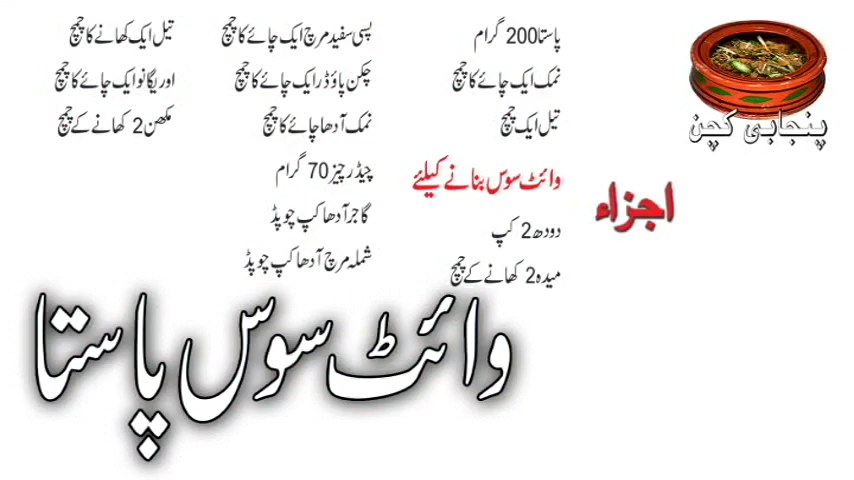 پنجابی کچن
اجزاء
پاستا 200 گرام
نمک ایک چائے کا چمچ
تیل ایک چمچ
وائٹ سوس بنانے کیلئے
دودھ 2 کپ
میدہ 2 کھانے کے چمچ
پسی سفید مرچ ایک چائے کا چمچ
چکن پاؤڈر ایک چائے کا چمچ
نمک آدھا چائے کا چمچ
چیڈر چیز 70 گرام
گاجر آدھا کپ چوپڈ
شملہ مرچ آدھا کپ چوپڈ
تیل ایک کھانے کا چمچ
اوریگانو ایک چائے کا چمچ
مکھن 2 کھانے کے چمچ
وائٹ سوس پاستا